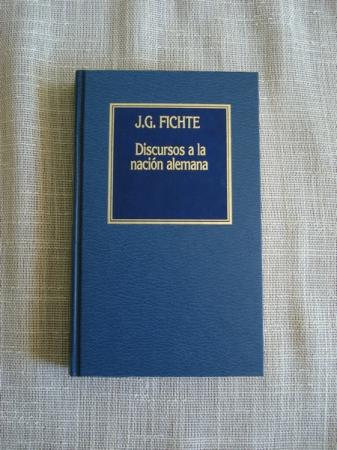 J.G. FICHTE
Discursos a la
nación alemana